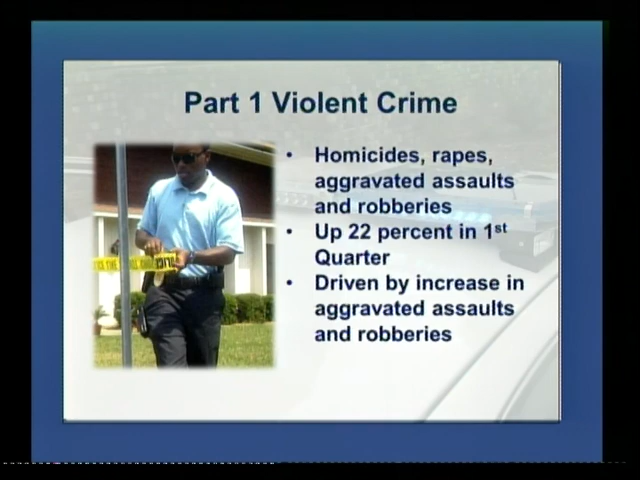 Part 1 Violent Crime
• Homicides, rapes,
aggravated assaults
and robberies
• Up 22 percent in 1st
Quarter
• Driven by increase in
aggravated assaults
and robberies